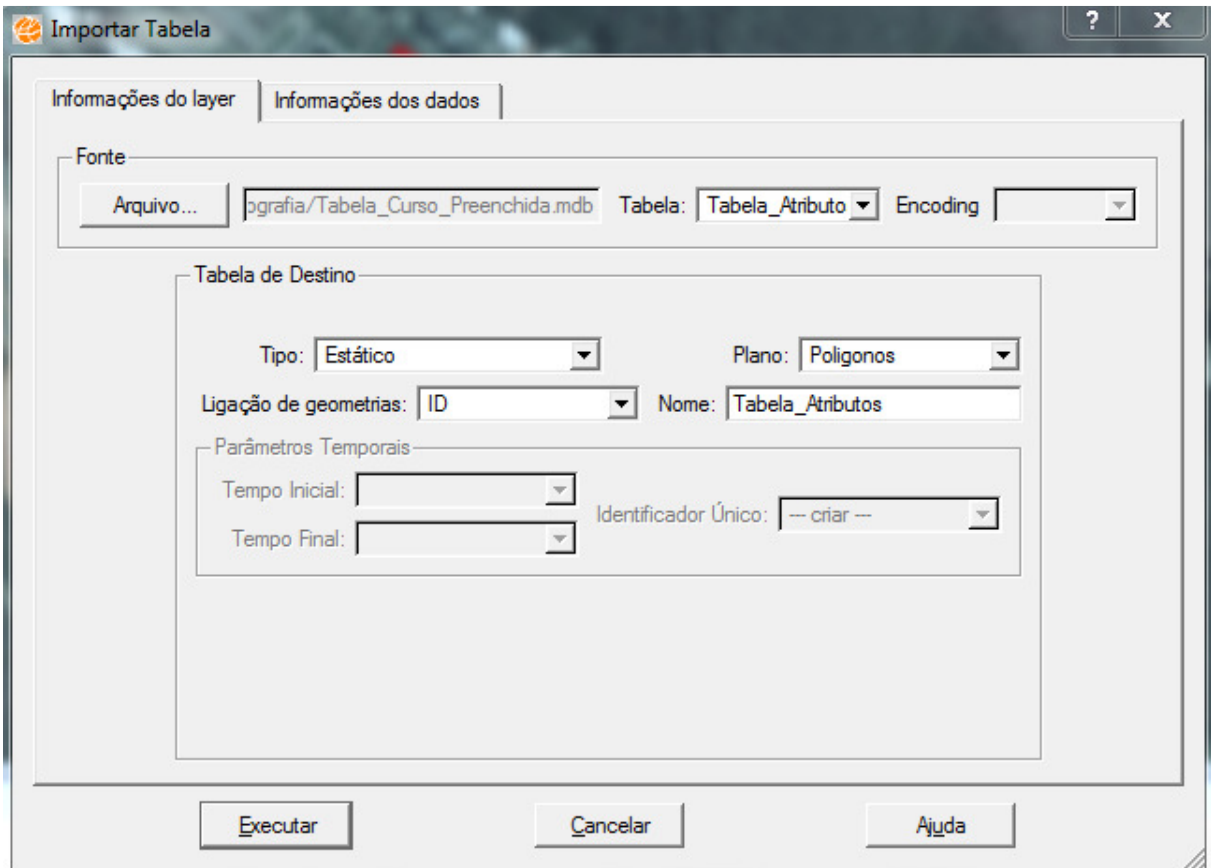 Importar Tabela
? X
Informações do layer Informações dos dados
Fonte
Arquivo... ografia/Tabela_Curso_Preenchida.mdb Tabela: Tabela_Atributo Encoding
Tabela de Destino
Tipo: Estático Plano: Poligonos
Ligação de geometrias: ID Nome: Tabela_Atributos
Parâmetros Temporais
Tempo Inicial:
Identificador Único: --- criar ---
Tempo Final:
Executar Cancelar Ajuda